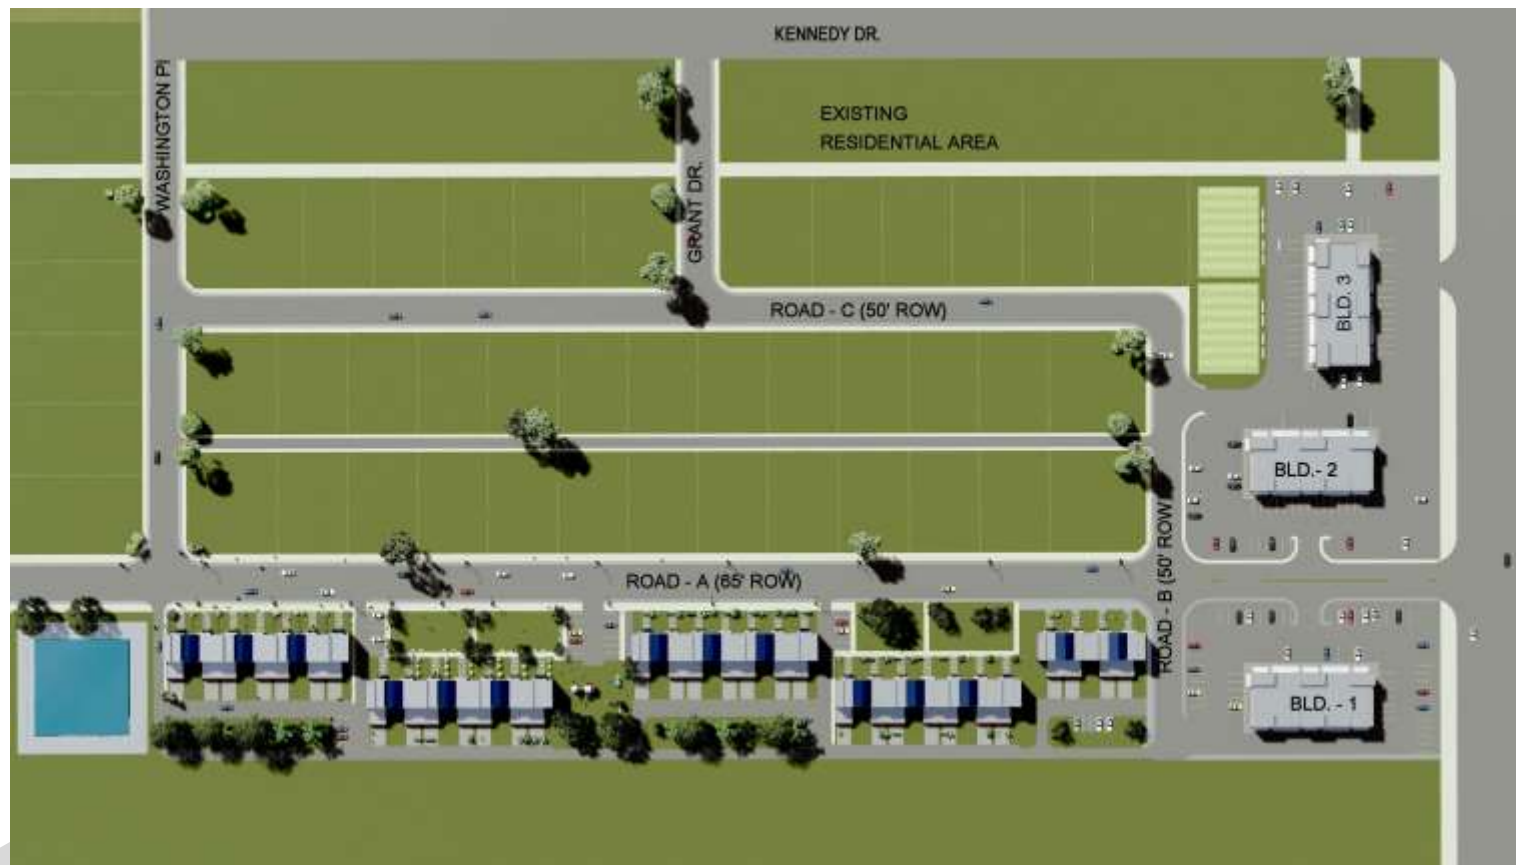 KENNEDY DR.
WASHINGTON Pl
EXISTING
RESIDENTIAL AREA
GRANT DR.
ROAD - C (50' ROW)
BLD. 3
BLD.- 2
ROAD - A (65' ROW)
ROAD - B (50' ROW)
BLD. - 1